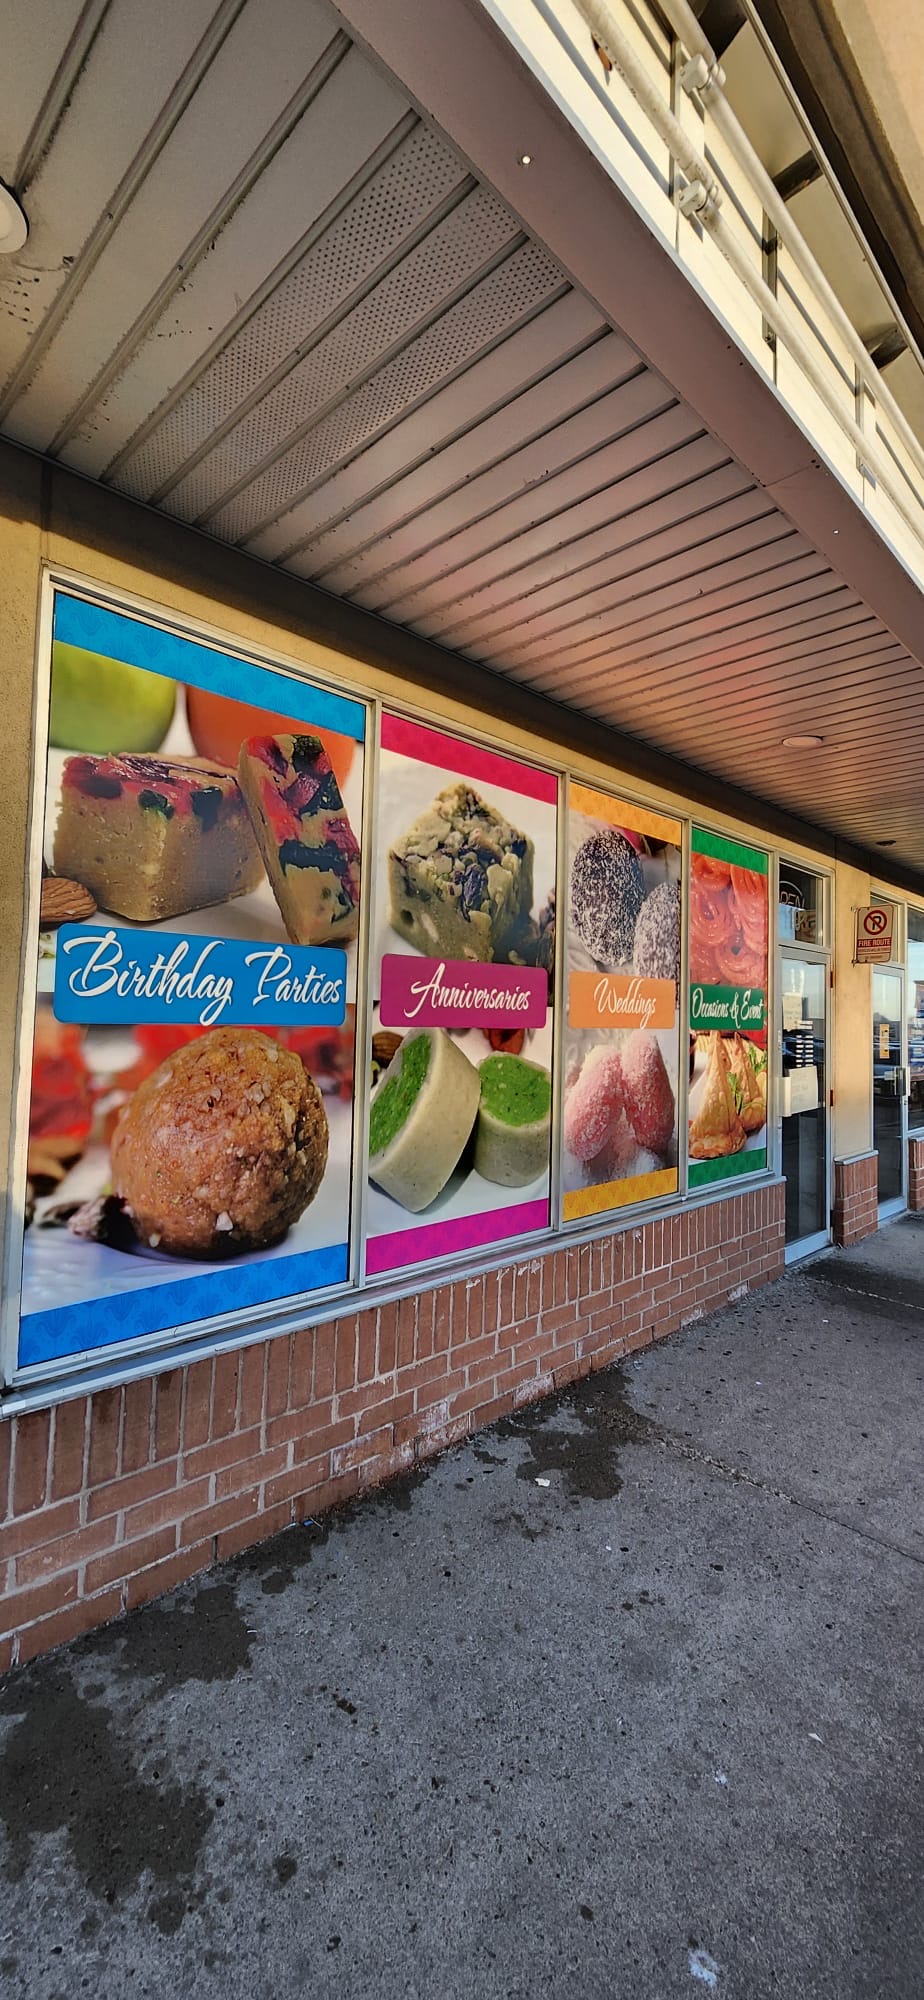 Birthday Parties
Anniversaries
Weddings
Occasions & Event
FIRE ROUTE